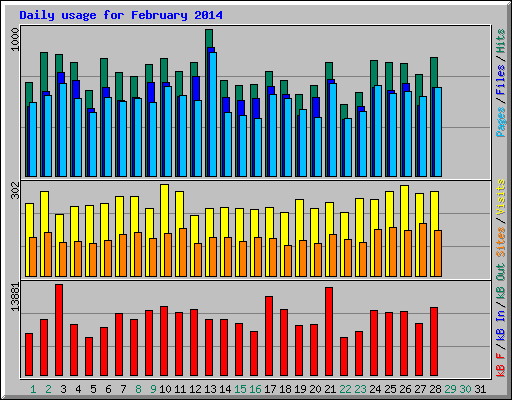 Daily usage for February 2014
1000
Pages / Files / Hits
302
Sites / Visits
13881
kB F / kB In / kB Out
1 2 3 4 5 6 7 8 9 10 11 12 13 14 15 16 17 18 19 20 21 22 23 24 25 26 27 28 29 30 31